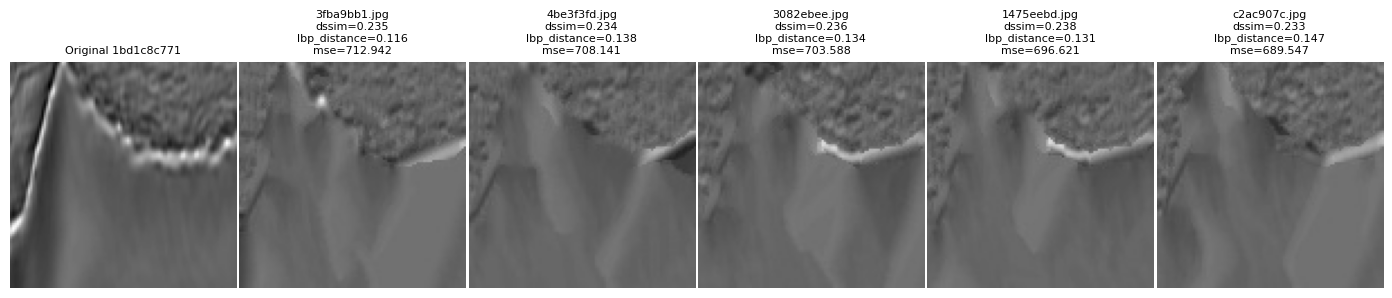 Original 1bd1c8c771
3fba9bb1.jpg
dssim=0.235
lbp_distance=0.116
mse=712.942
4be3f3fd.jpg
dssim=0.234
lbp_distance=0.138
mse=708.141
3082ebee.jpg
dssim=0.236
lbp_distance=0.134
mse=703.588
1475eebd.jpg
dssim=0.238
lbp_distance=0.131
mse=696.621
c2ac907c.jpg
dssim=0.233
lbp_distance=0.147
mse=689.547